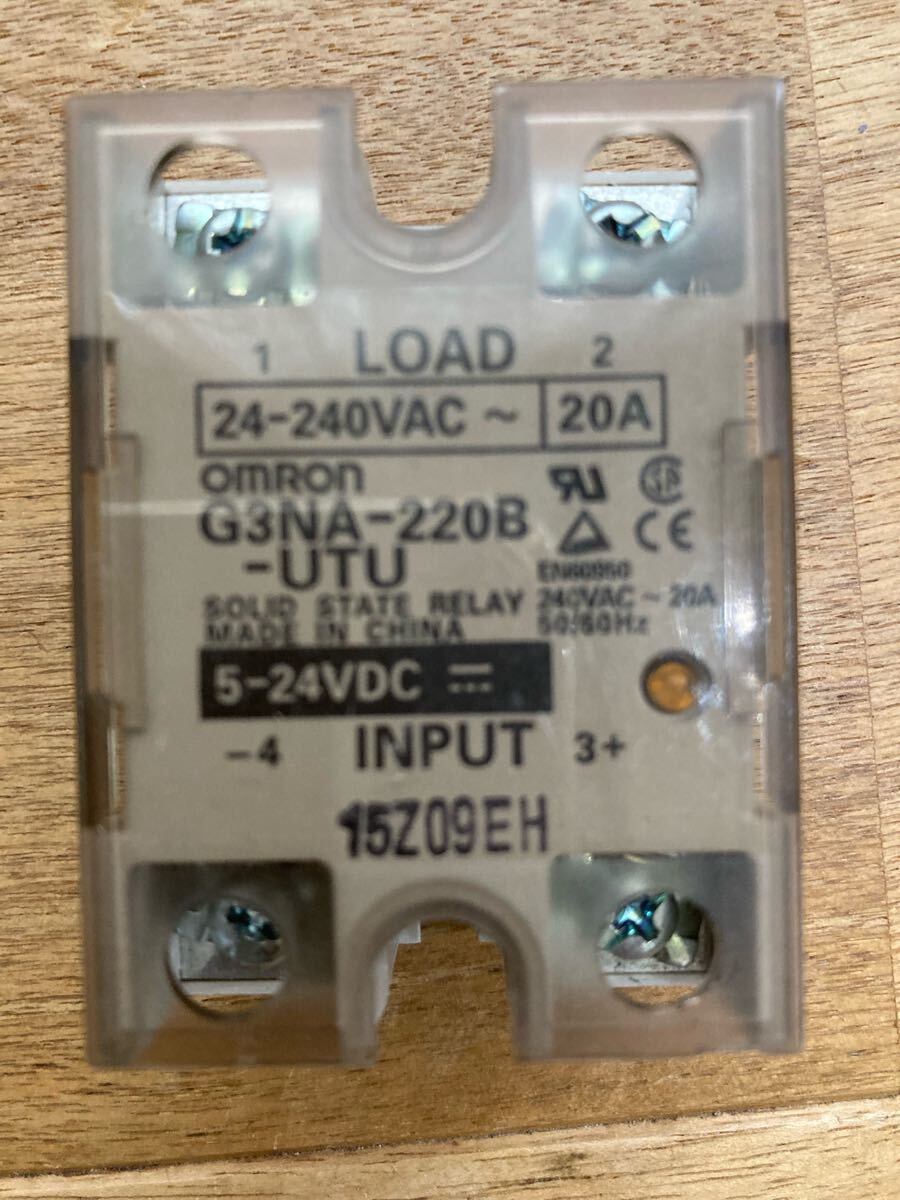 1 LOAD 2
24-240VAC ~ 20A
OMRON
G3NA-220B
-UTU
SOLID STATE RELAY
MADE IN CHINA
CE
EN60950
240VAC ~ 20A
50/60Hz
5-24VDC
-4 INPUT 3+
15Z09EH